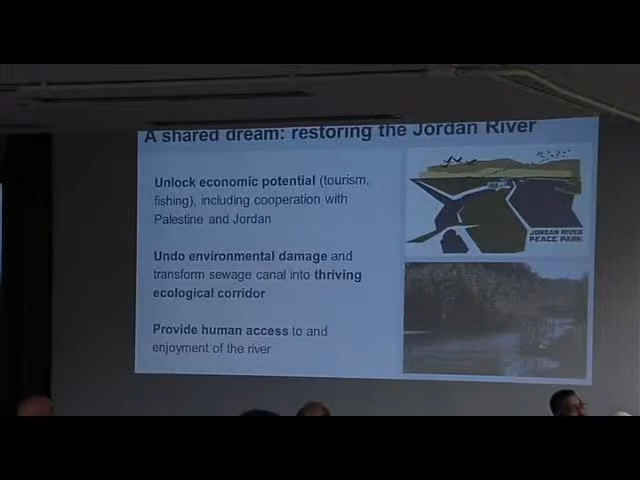 A shared dream: restoring the Jordan River
Unlock economic potential (tourism,
fishing), including cooperation with
Palestine and Jordan
Undo environmental damage and
transform sewage canal into thriving
ecological corridor
Provide human access to and
enjoyment of the river
JORDAN RIVER
PEACE PARK